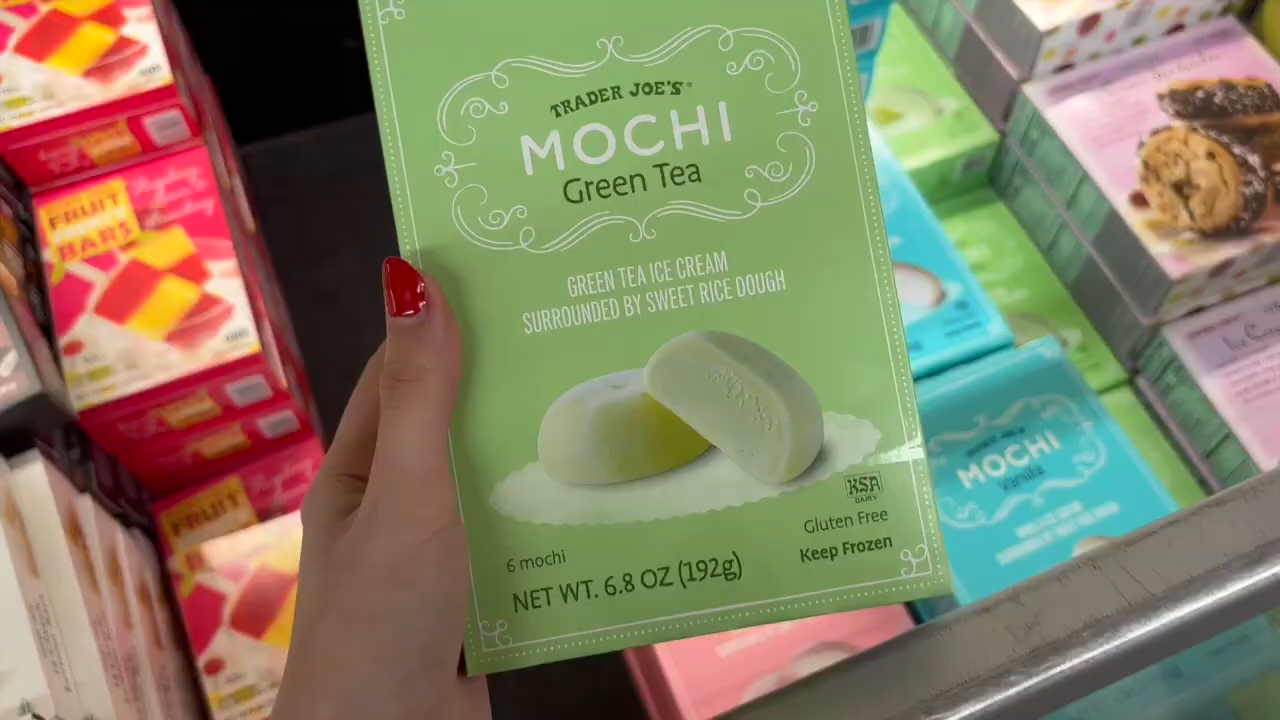 TRADER JOE'S
MOCHI
Green Tea
GREEN TEA ICE CREAM
SURROUNDED BY SWEET RICE DOUGH
KSA
DAIRY
Gluten Free
Keep Frozen
6 mochi
NET WT. 6.8 OZ (192g)
FRUIT
BARS
FRUIT
MOCHI
Vanilla